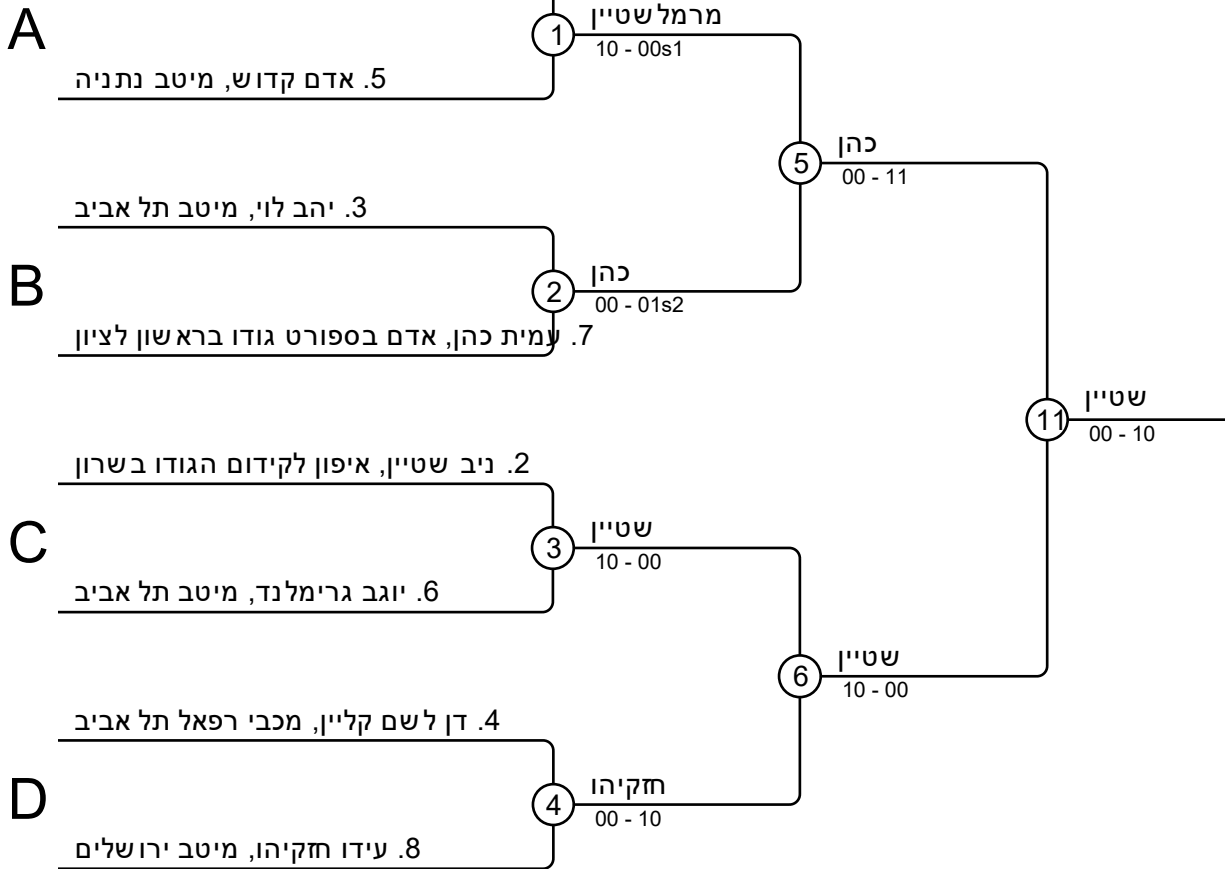 A
1
מרמלשטיין
10 - 00s1
5. אדם קדוש, מיטב נתניה
5
כהן
00 - 11
3. יהב לוי, מיטב תל אביב
B
2
כהן
00 - 01s2
7. עמית כהן, אדם בספורט גודו בראשון לציון
11
שטיין
00 - 10
2. ניב שטיין, איפון לקידום הגודו בשרון
C
3
שטיין
10 - 00
6. יוגב גרימלנד, מיטב תל אביב
6
שטיין
10 - 00
4. דן לשם קליין, מכבי רפאל תל אביב
D
4
חזקיהו
00 - 10
8. עידו חזקיהו, מיטב ירושלים